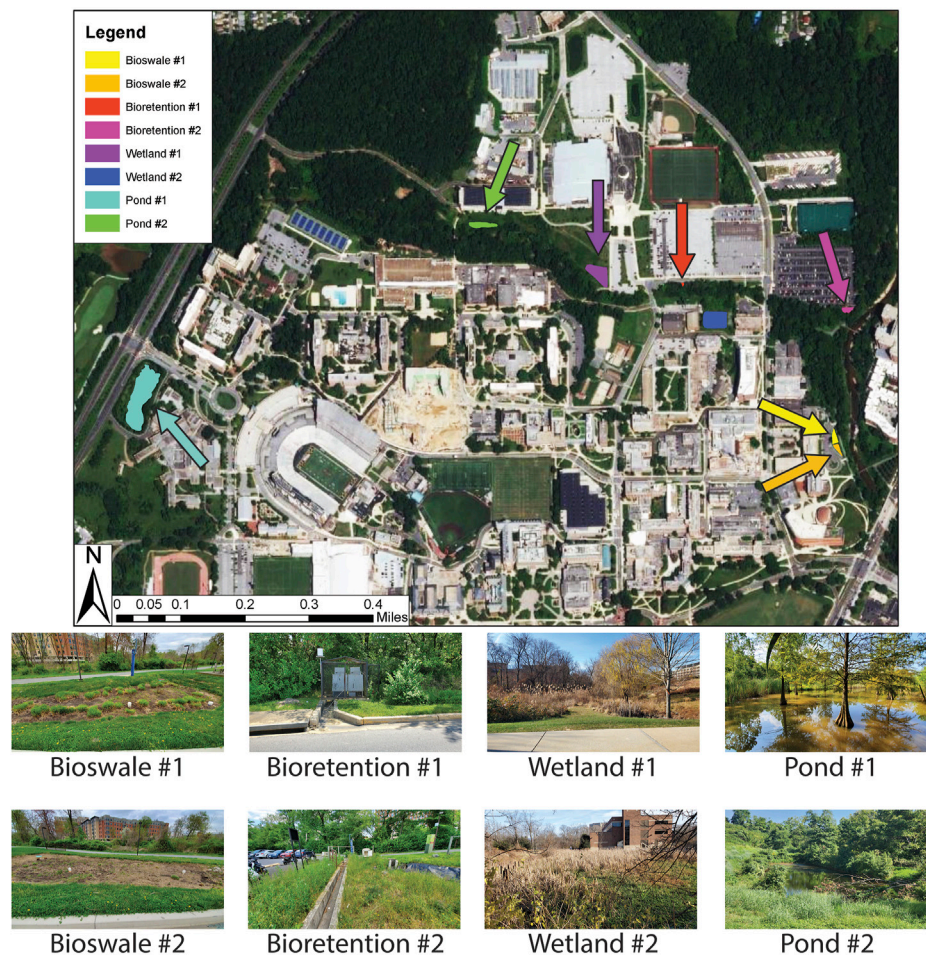 Legend
Bioswale #1
Bioswale #2
Bioretention #1
Bioretention #2
Wetland #1
Wetland #2
Pond #1
Pond #2
N
0 0.05 0.1 0.2 0.3 0.4
Miles
Bioswale #1 Bioretention #1 Wetland #1 Pond #1
Bioswale #2 Bioretention #2 Wetland #2 Pond #2